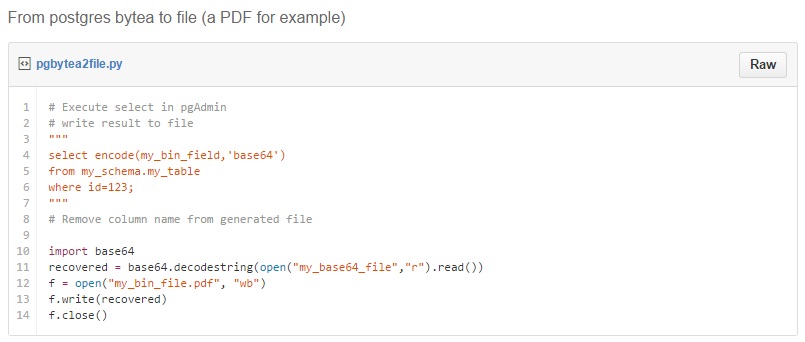 From postgres bytea to file (a PDF for example)
pgbytea2file.py
Raw
1 # Execute select in pgAdmin
2 # write result to file
3 """
4 select encode(my_bin_field,'base64')
5 from my_schema.my_table
6 where id=123;
7 """
8 # Remove column name from generated file
9
10 import base64
11 recovered = base64.decodestring(open("my_base64_file","r").read())
12 f = open("my_bin_file.pdf", "wb")
13 f.write(recovered)
14 f.close()